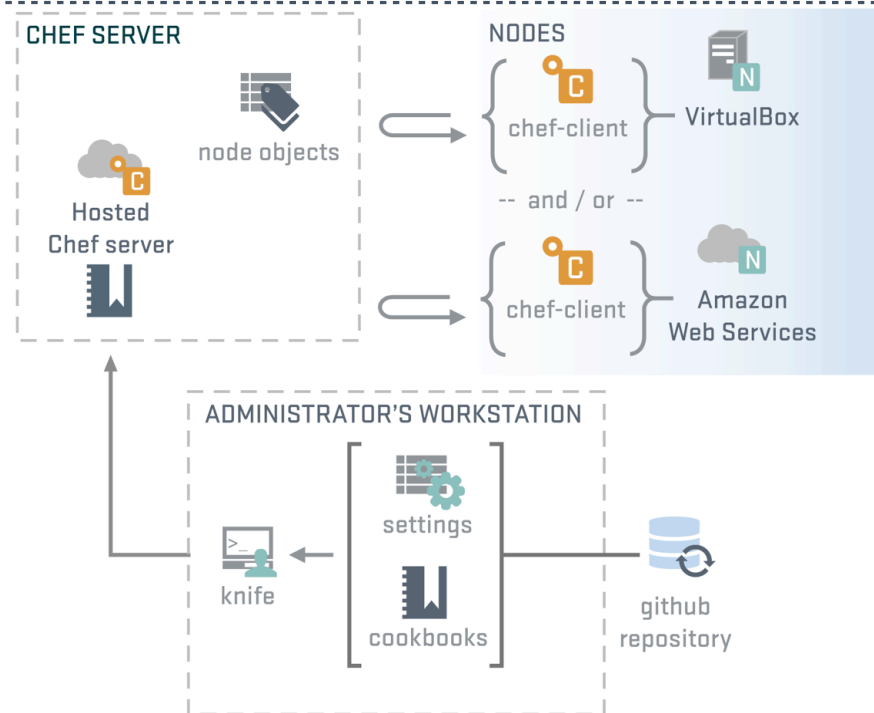 CHEF SERVER
node objects
C
Hosted
Chef server
NODES
C
chef-client
N
VirtualBox
-- and / or --
C
chef-client
N
Amazon
Web Services
ADMINISTRATOR'S WORKSTATION
settings
>_
knife
cookbooks
github
repository